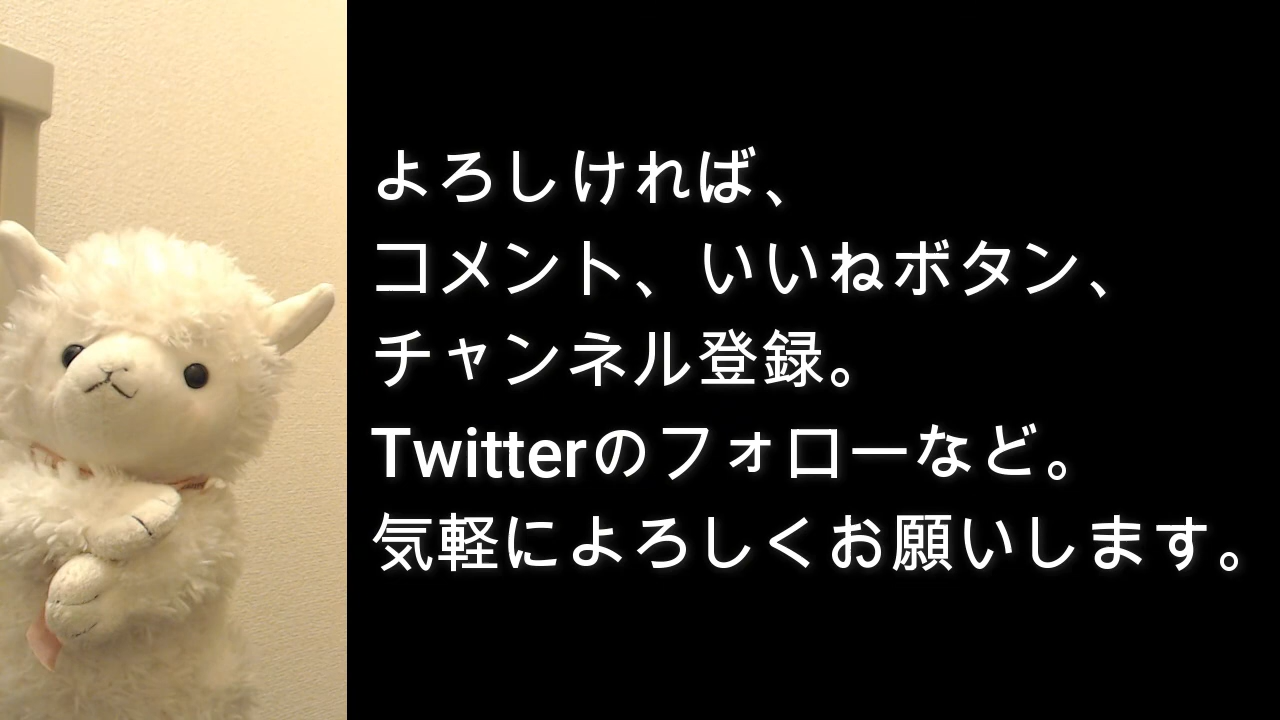 よろしければ、
コメント、いいねボタン、
チャンネル登録。
Twitterのフォローなど。
気軽によろしくお願いします。